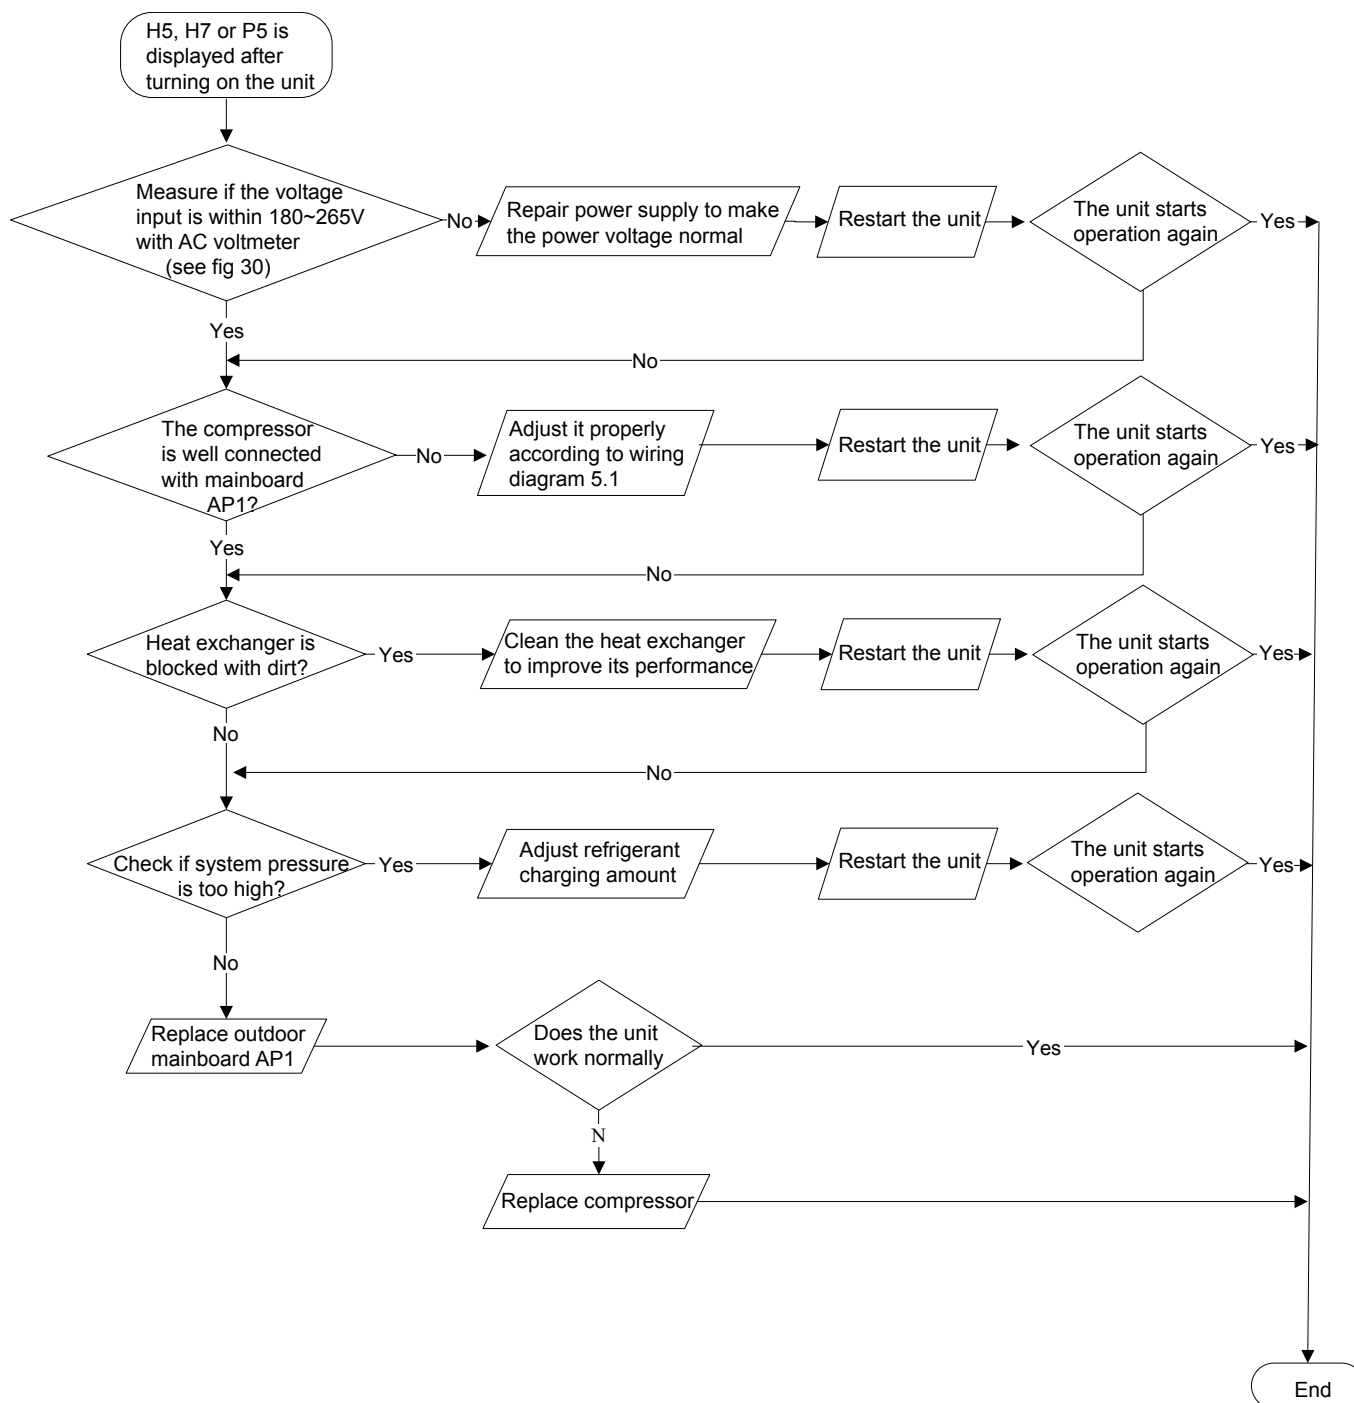 H5, H7 or P5 is
displayed after
turning on the unit
Measure if the voltage
input is within 180~265V
with AC voltmeter
(see fig 30)
No
Repair power supply to make
the power voltage normal
Restart the unit
The unit starts
operation again
Yes
Yes
No
The compressor
is well connected
with mainboard
AP1?
No
Adjust it properly
according to wiring
diagram 5.1
Restart the unit
The unit starts
operation again
Yes
Yes
No
Heat exchanger is
blocked with dirt?
Yes
Clean the heat exchanger
to improve its performance
Restart the unit
The unit starts
operation again
Yes
No
No
Check if system pressure
is too high?
Yes
Adjust refrigerant
charging amount
Restart the unit
The unit starts
operation again
Yes
No
Replace outdoor
mainboard AP1
Does the unit
work normally
Yes
N
Replace compressor
End